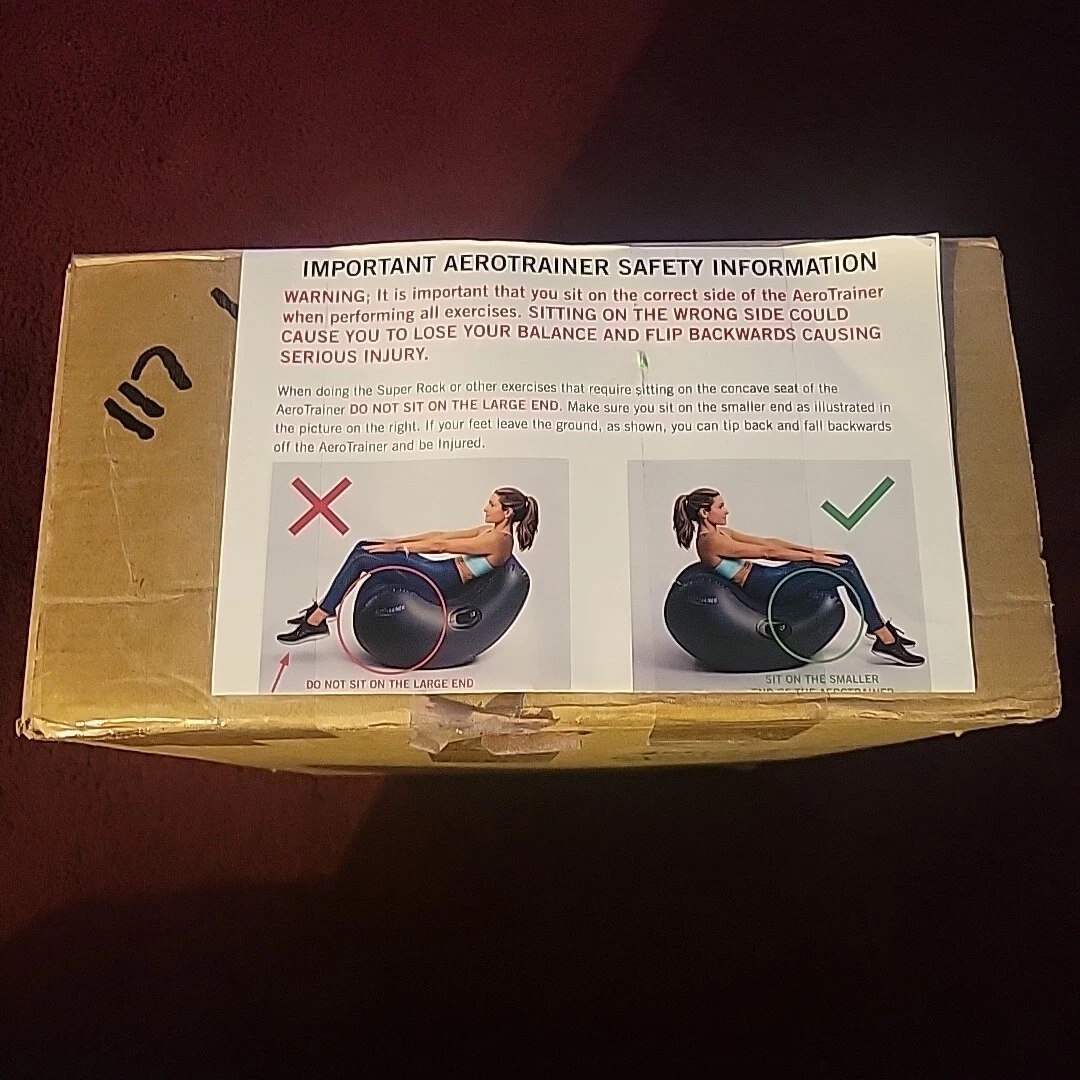 IMPORTANT AEROTRAINER SAFETY INFORMATION
WARNING; It is important that you sit on the correct side of the AeroTrainer
when performing all exercises. SITTING ON THE WRONG SIDE COULD
CAUSE YOU TO LOSE YOUR BALANCE AND FLIP BACKWARDS CAUSING
SERIOUS INJURY.
When doing the Super Rock or other exercises that require sitting on the concave seat of the
AeroTrainer DO NOT SIT ON THE LARGE END. Make sure you sit on the smaller end as illustrated in
the picture on the right. If your feet leave the ground, as shown, you can tip back and fall backwards
off the AeroTrainer and be Injured.
DO NOT SIT ON THE LARGE END
SIT ON THE SMALLER
END OF THE AEROTRAINER
117